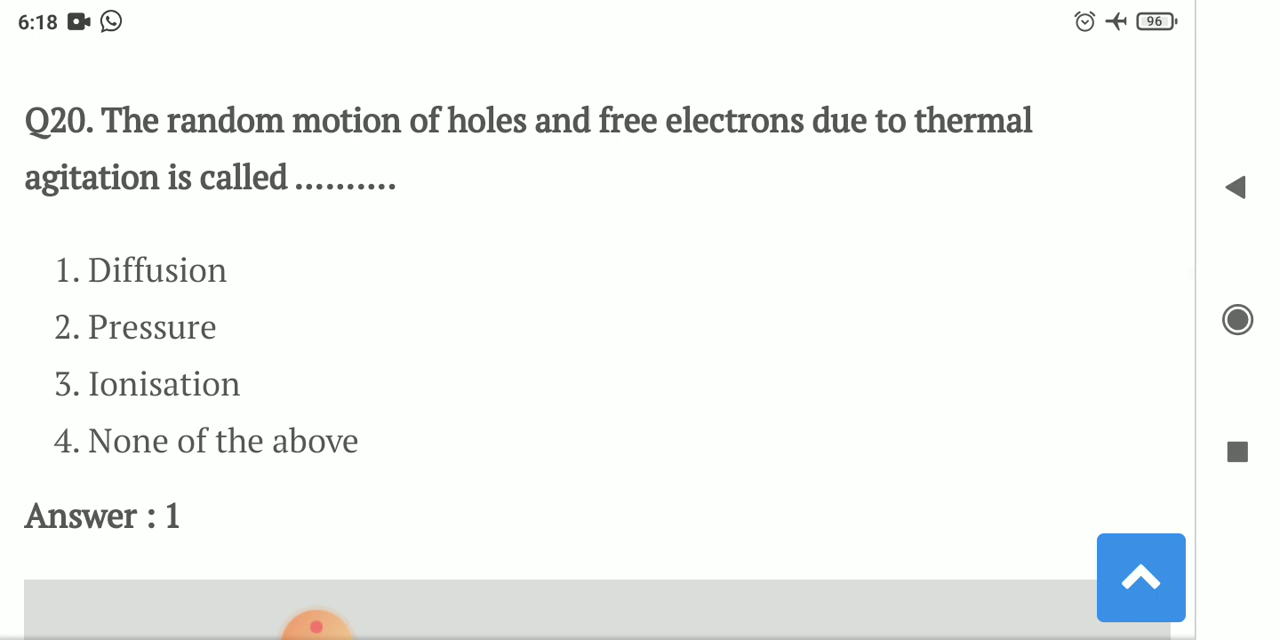 6:18
96
Q20. The random motion of holes and free electrons due to thermal
agitation is called ..........
1. Diffusion
2. Pressure
3. Ionisation
4. None of the above
Answer : 1